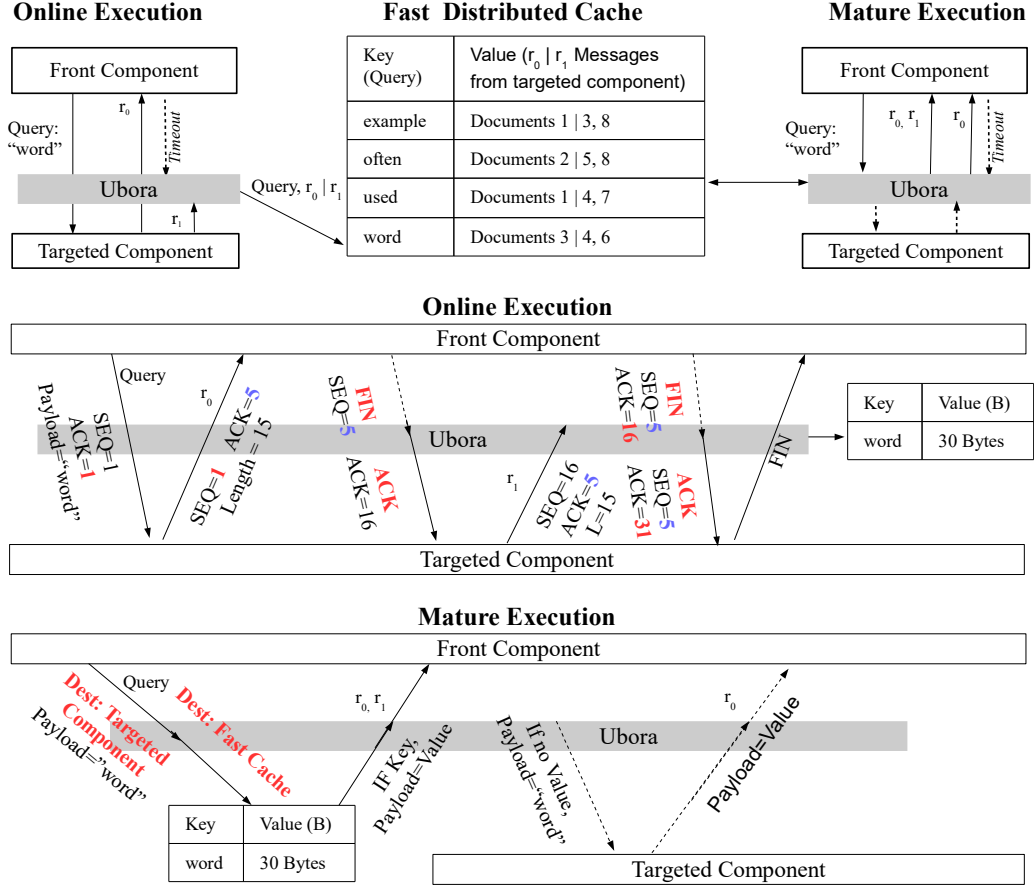 Online Execution
Fast Distributed Cache
Mature Execution
Front Component
r0
Timeout
Query:
“word”
Ubora
r1
Targeted Component
Query, r0 | r1
Key
(Query)
Value (r0 | r1 Messages
from targeted component)
example
Documents 1 | 3, 8
often
Documents 2 | 5, 8
used
Documents 1 | 4, 7
word
Documents 3 | 4, 6
Front Component
r0, r1
r0
Timeout
Query:
“word”
Ubora
Targeted Component
Online Execution
Front Component
Query
SEQ=1
ACK=1
Payload=“word”
r0
SEQ=1 ACK=5
Length = 15
FIN
SEQ=5
ACK
ACK=16
Ubora
r1
SEQ=16
ACK=5
L=15
FIN
SEQ=5
ACK=16
ACK
SEQ=5
ACK=31
FIN
Key
Value (B)
word
30 Bytes
Targeted Component
Mature Execution
Front Component
Query
Dest: Targeted
Component
Payload=”word”
Dest: Fast Cache
r0, r1
IF Key,
Payload=Value
If no Value,
Payload=“word”
Ubora
r0
Payload=Value
Key
Value (B)
word
30 Bytes
Targeted Component